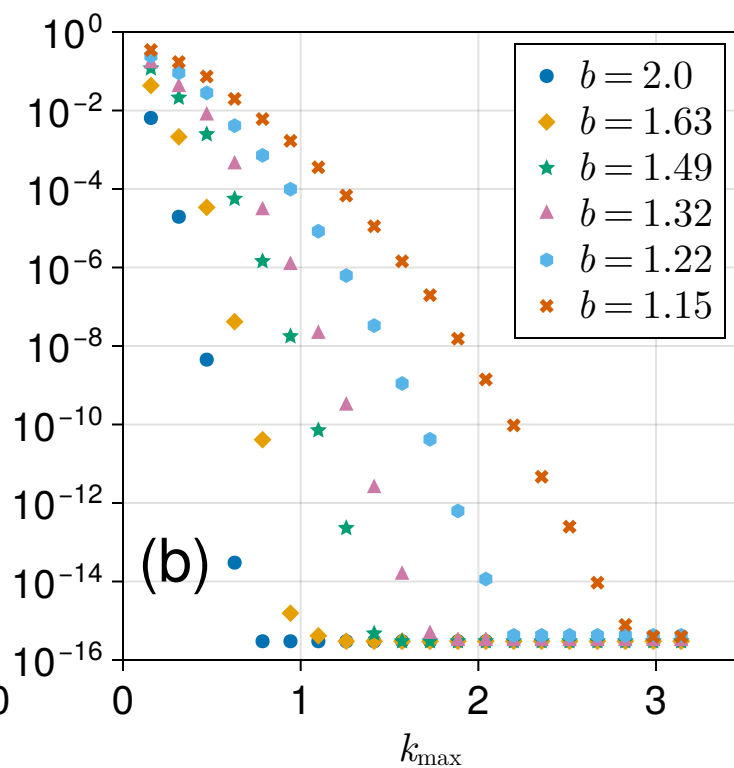 10^0
10^-2
10^-4
10^-6
10^-8
10^-10
10^-12
10^-14
10^-16
b = 2.0
b = 1.63
b = 1.49
b = 1.32
b = 1.22
b = 1.15
(b)
0
0
1
2
3
k_max